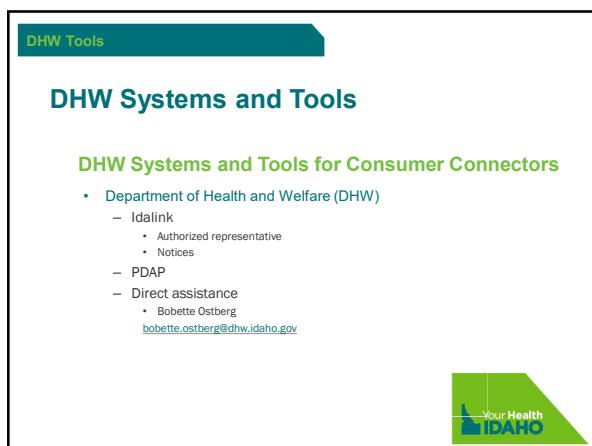 DHW Tools
DHW Systems and Tools
DHW Systems and Tools for Consumer Connectors
• Department of Health and Welfare (DHW)
– Idalink
• Authorized representative
• Notices
– PDAP
– Direct assistance
• Bobette Ostberg
bobette.ostberg@dhw.idaho.gov
Your Health
IDAHO